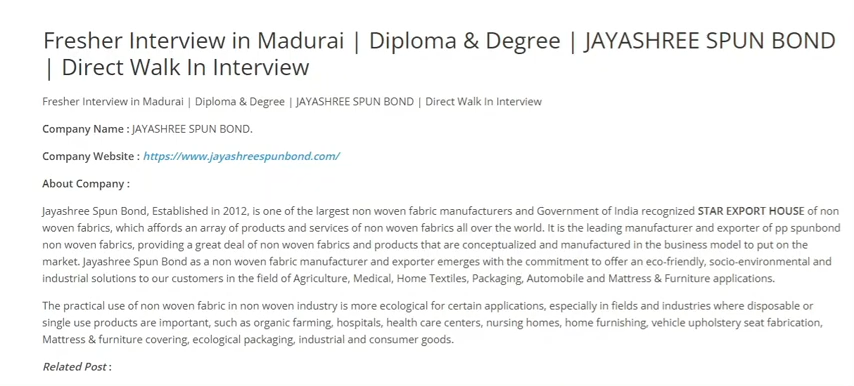 Fresher Interview in Madurai | Diploma & Degree | JAYASHREE SPUN BOND
| Direct Walk In Interview
Fresher Interview in Madurai | Diploma & Degree | JAYASHREE SPUN BOND | Direct Walk In Interview
Company Name : JAYASHREE SPUN BOND.
Company Website : https://www.jayashreespunbond.com/
About Company :
Jayashree Spun Bond, Established in 2012, is one of the largest non woven fabric manufacturers and Government of India recognized STAR EXPORT HOUSE of non
woven fabrics, which affords an array of products and services of non woven fabrics all over the world. It is the leading manufacturer and exporter of pp spunbond
non woven fabrics, providing a great deal of non woven fabrics and products that are conceptualized and manufactured in the business model to put on the
market. Jayashree Spun Bond as a non woven fabric manufacturer and exporter emerges with the commitment to offer an eco-friendly, socio-environmental and
industrial solutions to our customers in the field of Agriculture, Medical, Home Textiles, Packaging, Automobile and Mattress & Furniture applications.
The practical use of non woven fabric in non woven industry is more ecological for certain applications, especially in fields and industries where disposable or
single use products are important, such as organic farming, hospitals, health care centers, nursing homes, home furnishing, vehicle upholstery seat fabrication,
Mattress & furniture covering, ecological packaging, industrial and consumer goods.
Related Post :